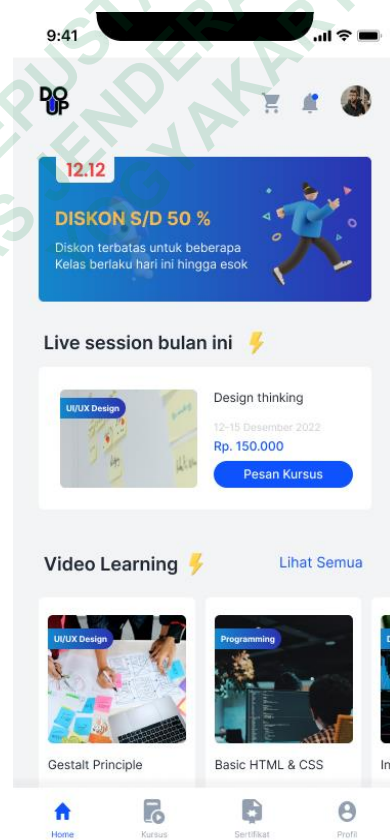 9:41
DO
UP
12.12
DISKON S/D 50 %
Diskon terbatas untuk beberapa
Kelas berlaku hari ini hingga esok
Live session bulan ini
UI/UX Design
Design thinking
12-15 Desember 2022
Rp. 150.000
Pesan Kursus
Video Learning
Lihat Semua
UI/UX Design
Programming
Gestalt Principle
Basic HTML & CSS
Home
Kursus
Sertifikat
Profil